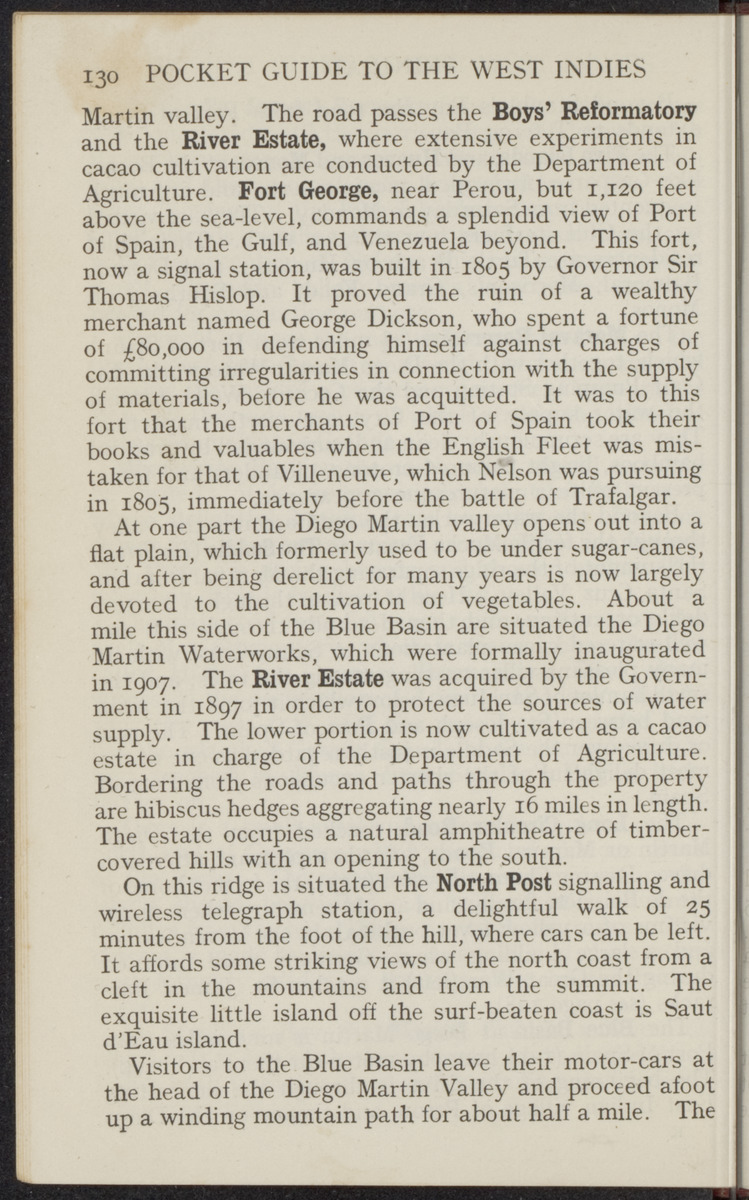 130 POCKET GUIDE TO THE WEST INDIES
Martin valley. The road passes the Boys' Reformatory
and the River Estate, where extensive experiments in
cacao cultivation are conducted by the Department of
Agriculture. Fort George, near Perou, but 1,120 feet
above the sea-level, commands a splendid view of Port
of Spain, the Gulf, and Venezuela beyond. This fort,
now a signal station, was built in 1805 by Governor Sir
Thomas Hislop. It proved the ruin of a wealthy
merchant named George Dickson, who spent a fortune
of £80,000 in defending himself against charges of
committing irregularities in connection with the supply
of materials, before he was acquitted. It was to this
fort that the merchants of Port of Spain took their
books and valuables when the English Fleet was mis-
taken for that of Villeneuve, which Nelson was pursuing
in 1805, immediately before the battle of Trafalgar.
At one part the Diego Martin valley opens out into a
flat plain, which formerly used to be under sugar-canes,
and after being derelict for many years is now largely
devoted to the cultivation of vegetables. About a
mile this side of the Blue Basin are situated the Diego
Martin Waterworks, which were formally inaugurated
in 1907. The River Estate was acquired by the Govern-
ment in 1897 in order to protect the sources of water
supply. The lower portion is now cultivated as a cacao
estate in charge of the Department of Agriculture.
Bordering the roads and paths through the property
are hibiscus hedges aggregating nearly 16 miles in length.
The estate occupies a natural amphitheatre of timber-
covered hills with an opening to the south.
On this ridge is situated the North Post signalling and
wireless telegraph station, a delightful walk of 25
minutes from the foot of the hill, where cars can be left.
It affords some striking views of the north coast from a
cleft in the mountains and from the summit. The
exquisite little island off the surf-beaten coast is Saut
d'Eau island.
Visitors to the Blue Basin leave their motor-cars at
the head of the Diego Martin Valley and proceed afoot
up a winding mountain path for about half a mile. The